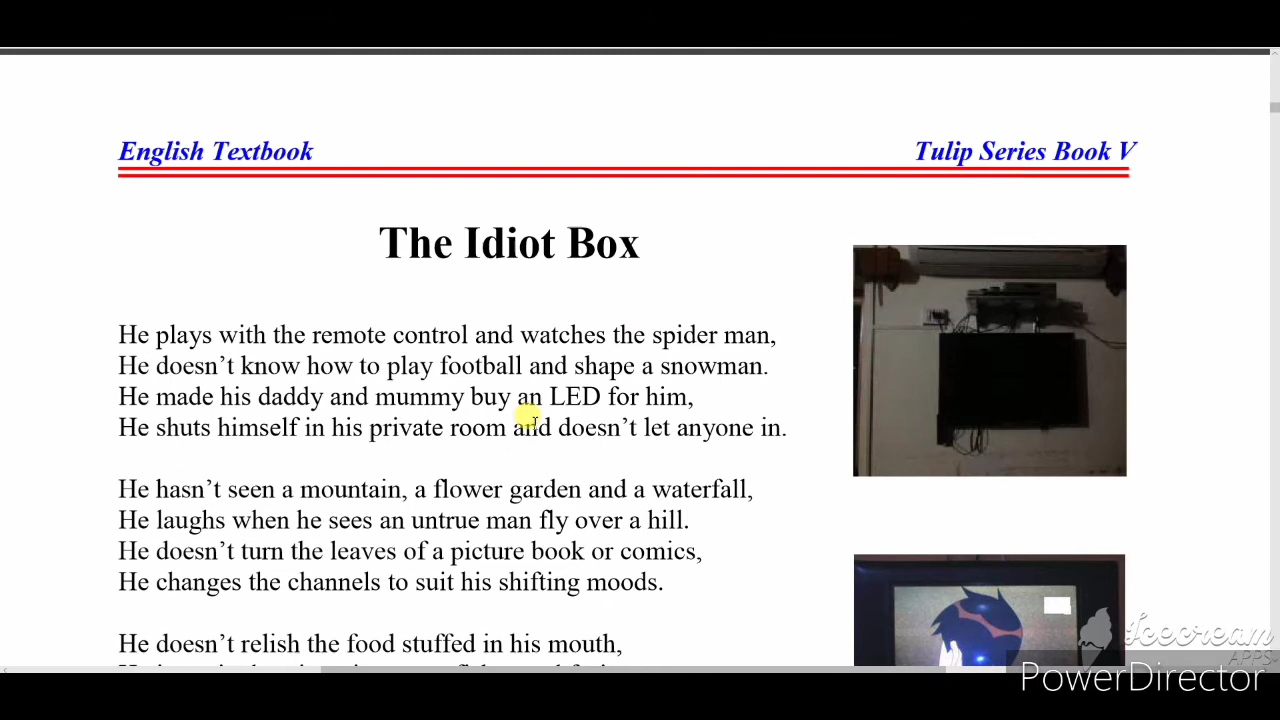 English Textbook
Tulip Series Book V
The Idiot Box
He plays with the remote control and watches the spider man,
He doesn’t know how to play football and shape a snowman.
He made his daddy and mummy buy an LED for him,
He shuts himself in his private room and doesn’t let anyone in.
He hasn’t seen a mountain, a flower garden and a waterfall,
He laughs when he sees an untrue man fly over a hill.
He doesn’t turn the leaves of a picture book or comics,
He changes the channels to suit his shifting moods.
He doesn’t relish the food stuffed in his mouth,
Icecream
APPS
PowerDirector